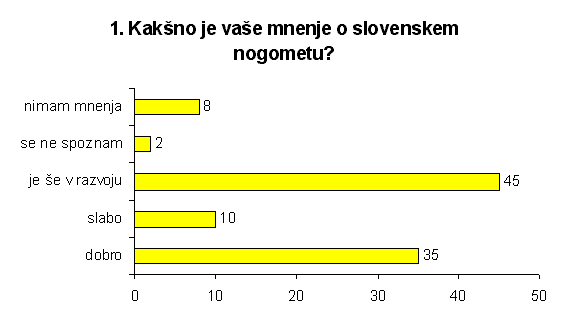 1. Kakšno je vaše mnenje o slovenskem
nogometu?
nimam mnenja 8
se ne spoznam 2
je še v razvoju 45
slabo 10
dobro 35
0 10 20 30 40 50